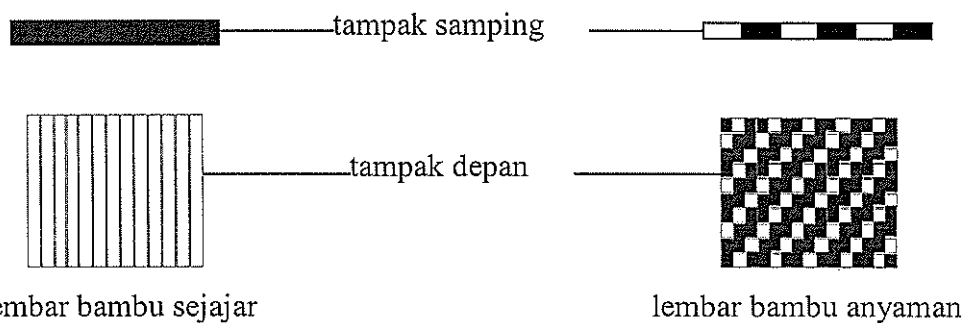 tampak samping
tampak depan
embar bambu sejajar
lembar bambu anyaman